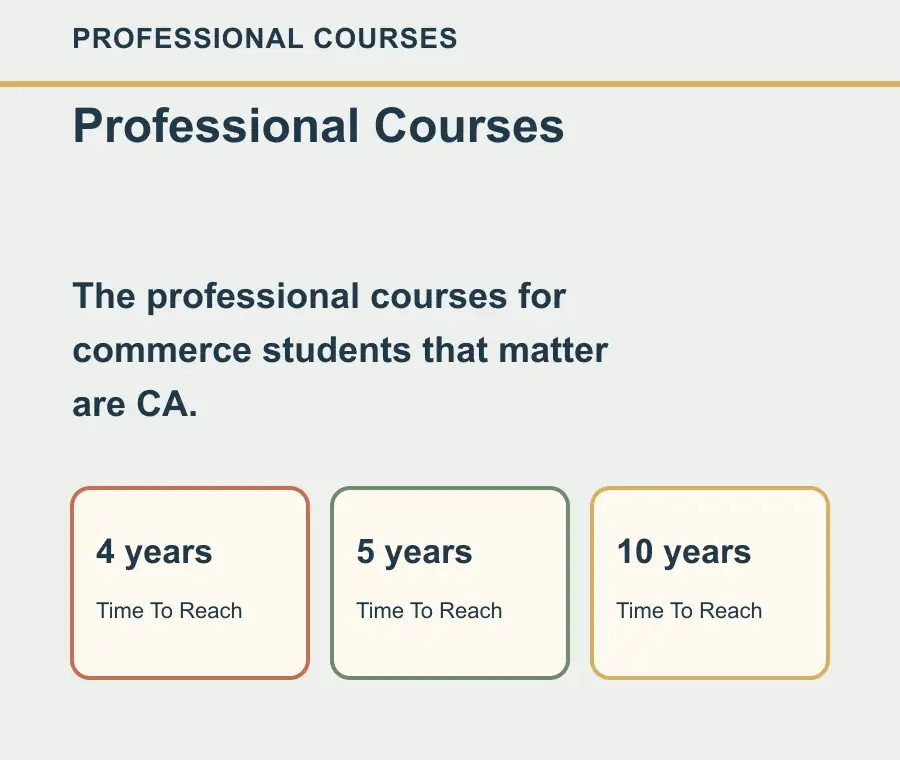 PROFESSIONAL COURSES
Professional Courses
The professional courses for
commerce students that matter
are CA.
4 years
Time To Reach
5 years
Time To Reach
10 years
Time To Reach